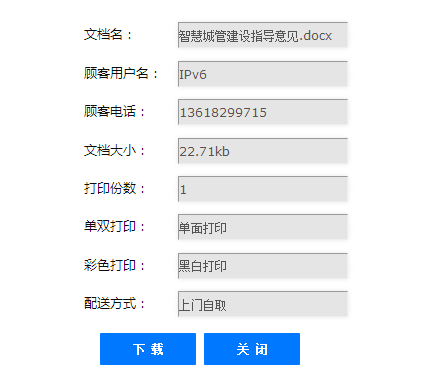 文档名： 智慧城管建设指导意见.docx
顾客用户名： IPv6
顾客电话： 13618299715
文档大小： 22.71kb
打印份数： 1
单双打印： 单面打印
彩色打印： 黑白打印
配送方式： 上门自取
下 载 关 闭